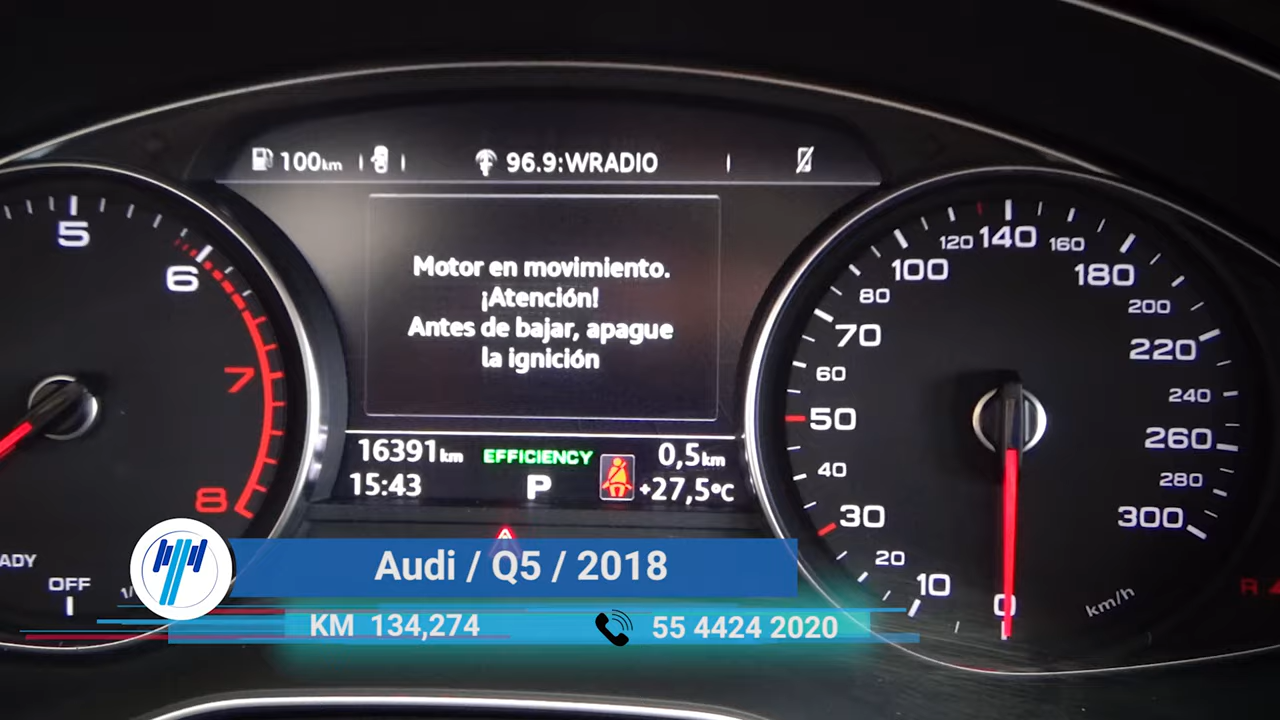 100km
96.9:WRADIO
Motor en movimiento.
¡Atención!
Antes de bajar, apague
la ignición
16391km
EFFICIENCY
0,5km
15:43
P
+27,5°C
5
6
7
8
ADY
OFF
0
10
20
30
40
50
60
70
80
100
120
140
160
180
200
220
240
260
280
300
km/h
R
Audi / Q5 / 2018
KM 134,274
55 4424 2020